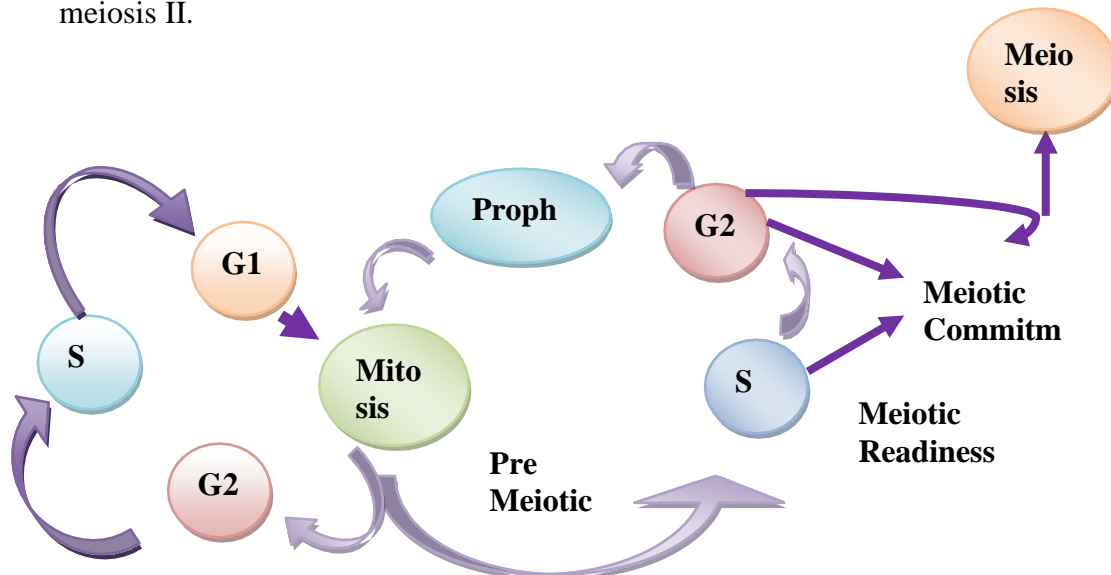 meiosis II.
Meio
sis
Proph
G2
G1
Meiotic
Commitm
S
Mito
sis
S
Meiotic
Readiness
Pre
Meiotic
G2